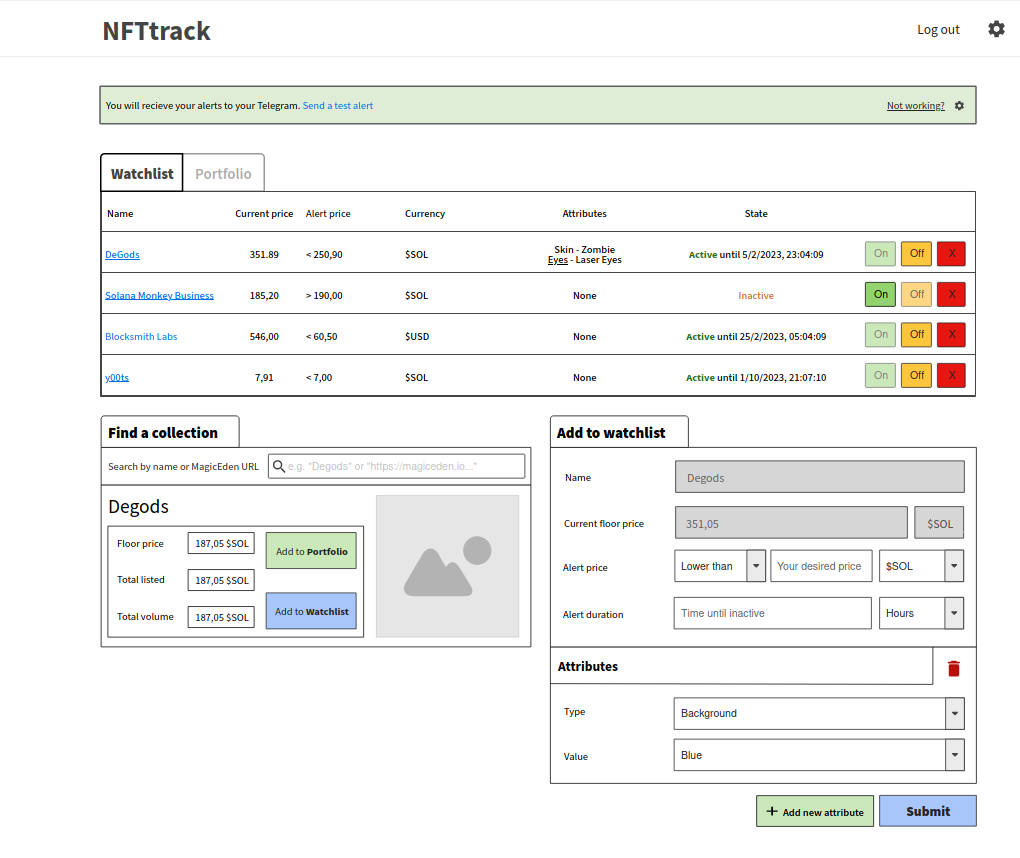 NFTtrack
Log out
You will recieve your alerts to your Telegram. Send a test alert
Not working?
Watchlist
Portfolio
Name Current price Alert price Currency Attributes State
DeGods 351.89 < 250,90 $SOL Skin - Zombie
Eyes - Laser Eyes Active until 5/2/2023, 23:04:09 On Off X
Solana Monkey Business 185,20 > 190,00 $SOL None Inactive On Off X
Blocksmith Labs 546,00 < 60,50 $USD None Active until 25/2/2023, 05:04:09 On Off X
y00ts 7,91 < 7,00 $SOL None Active until 1/10/2023, 21:07:10 On Off X
Find a collection
Search by name or MagicEden URL e.g. "Degods" or "https://magiceden.io..."
Degods
Floor price 187,05 $SOL
Total listed 187,05 $SOL
Total volume 187,05 $SOL
Add to Portfolio
Add to Watchlist
Add to watchlist
Name Degods
Current floor price 351,05 $SOL
Alert price Lower than Your desired price $SOL
Alert duration Time until inactive Hours
Attributes
Type Background
Value Blue
+ Add new attribute
Submit